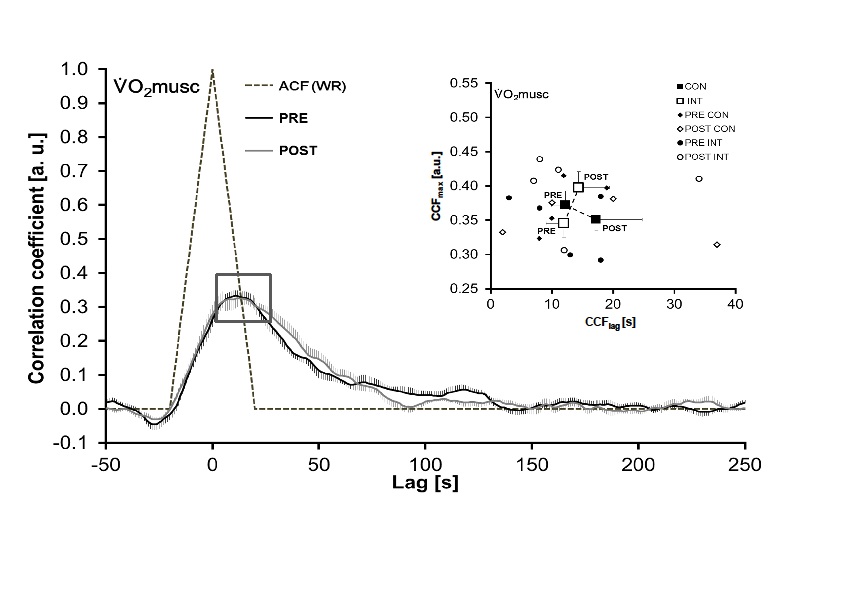 V̇O2musc
ACF (WR)
PRE
POST
Correlation coefficient [a. u.]
1.0
0.9
0.8
0.7
0.6
0.5
0.4
0.3
0.2
0.1
0.0
-0.1
-50
0
50
100
150
200
250
Lag [s]
V̇O2musc
CON
INT
PRE CON
POST CON
PRE INT
POST INT
CCFmax [a.u.]
0.55
0.50
0.45
0.40
0.35
0.30
0.25
POST
PRE
PRE
POST
0
10
20
30
40
CCFlag [s]